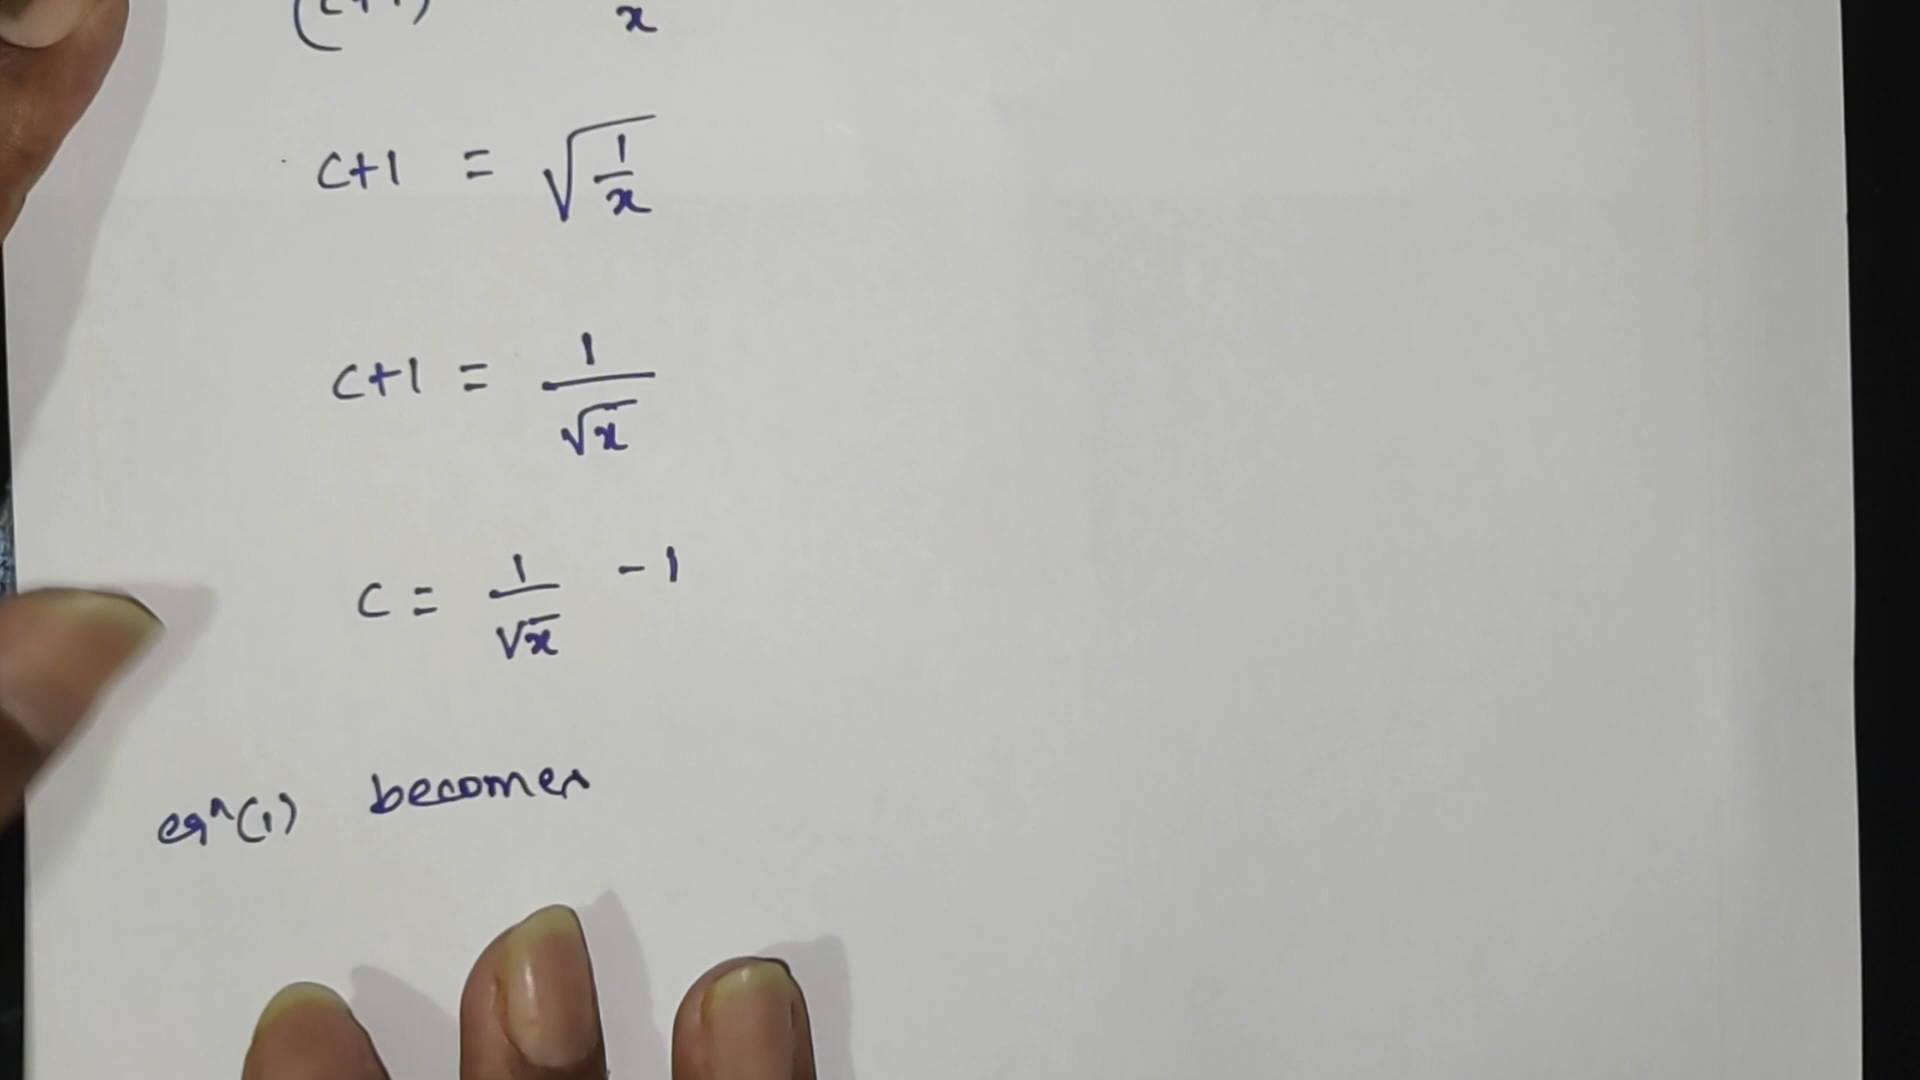 x
c+1 = √(1/x)
c+1 = 1/√x
c = 1/√x - 1
eqⁿ(1) becomes